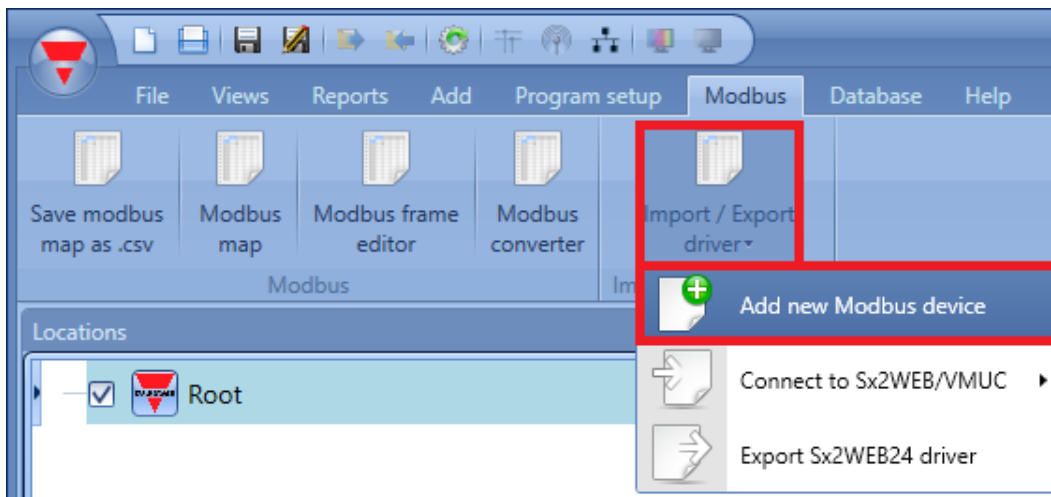 File Views Reports Add Program setup Modbus Database Help
Save modbus map as .csv
Modbus map
Modbus frame editor
Modbus converter
Import / Export driver
Modbus
Im
Add new Modbus device
Connect to Sx2WEB/VMUC
Export Sx2WEB24 driver
Locations
Root